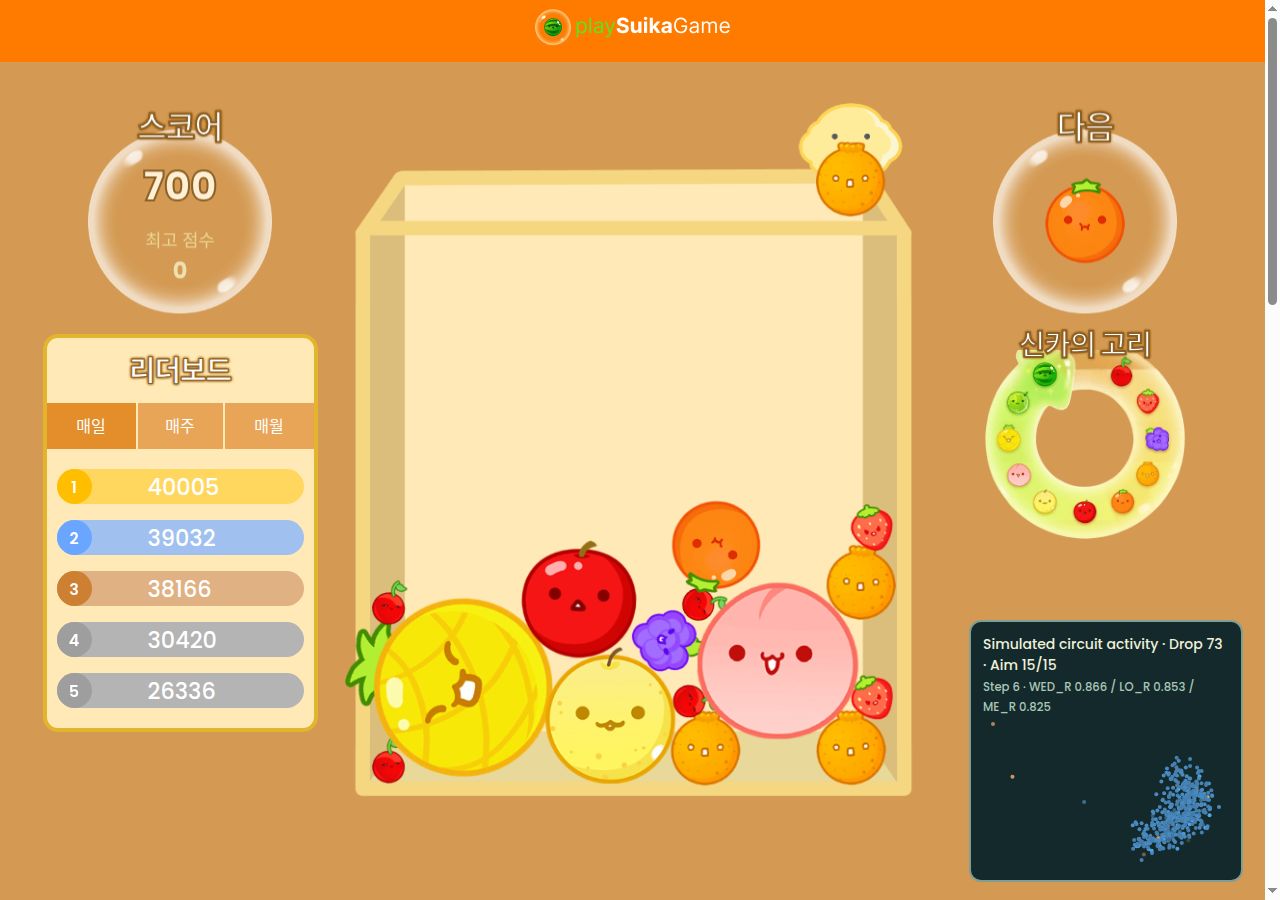 playSuikaGame
스코어
700
최고 점수
0
다음
신카의 고리
리더보드
매일 매주 매월
1 40005
2 39032
3 38166
4 30420
5 26336
Simulated circuit activity · Drop 73
· Aim 15/15
Step 6 · WED_R 0.866 / LO_R 0.853 /
ME_R 0.825